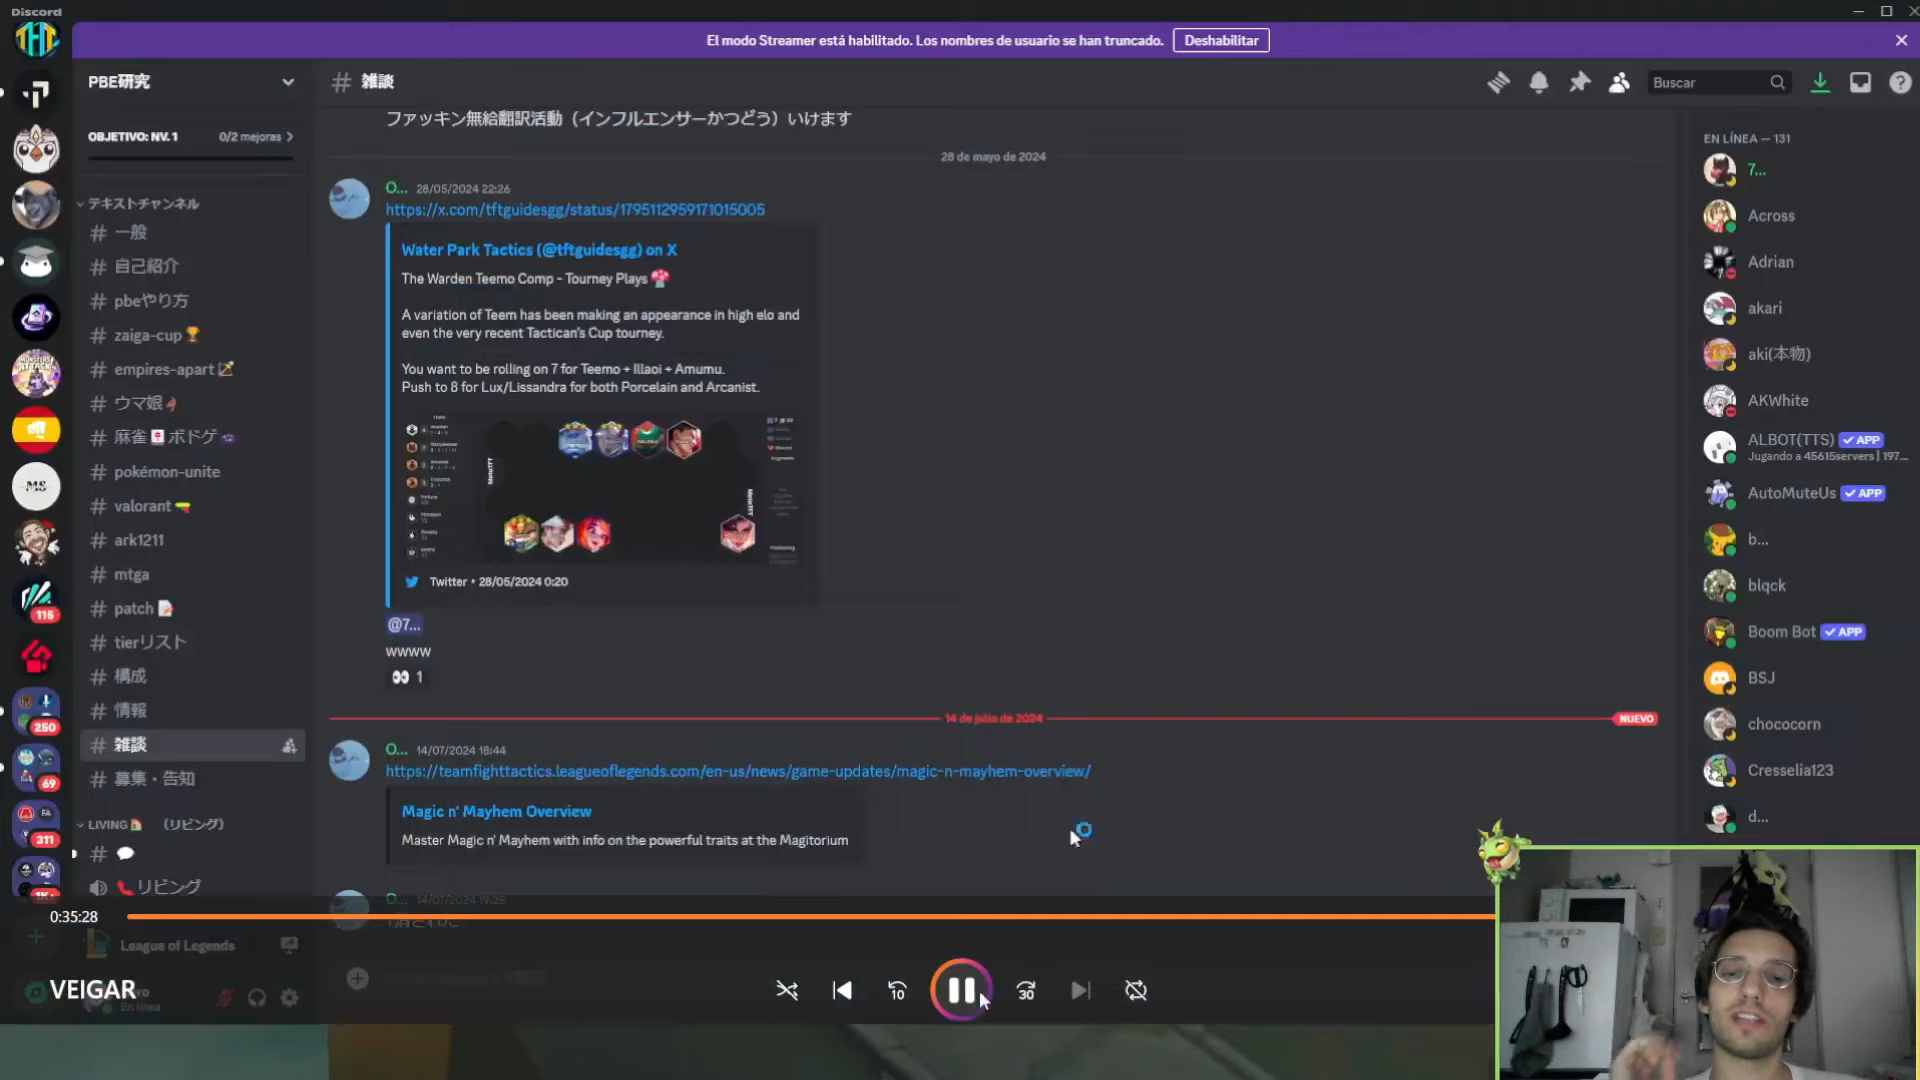 Discord
El modo Streamer está habilitado. Los nombres de usuario se han truncado.
Deshabilitar
PBE研究
OBJETIVO: NV. 1
0/2 mejoras
テキストチャンネル
一般
自己紹介
pbeやり方
zaiga-cup
empires-apart
ウマ娘
麻雀 ボドゲ
pokémon-unite
valorant
ark1211
mtga
patch
tierリスト
構成
情報
雑談
募集・告知
LIVING (リビング)
リビング
115
250
69
311
1K+
MS
# 雑談
Buscar
ファッキン無給翻訳活動（インフルエンサーかつどう）いけます
28 de mayo de 2024
O... 28/05/2024 22:26
https://x.com/tftguidesgg/status/1795112959171015005
Water Park Tactics (@tftguidesgg) on X
The Warden Teemo Comp - Tourney Plays
A variation of Teem has been making an appearance in high elo and
even the very recent Tactican's Cup tourney.
You want to be rolling on 7 for Teemo + Illaoi + Amumu.
Push to 8 for Lux/Lissandra for both Porcelain and Arcanist.
Twitter • 28/05/2024 0:20
@7...
wwww
1
14 de julio de 2024
NUEVO
O... 14/07/2024 18:44
https://teamfighttactics.leagueoflegends.com/en-us/news/game-updates/magic-n-mayhem-overview/
Magic n' Mayhem Overview
Master Magic n' Mayhem with info on the powerful traits at the Magitorium
O... 14/07/2024 19:25
EN LÍNEA — 131
7...
Across
Adrian
akari
aki(本物)
AKWhite
ALBOT(TTS) APP
Jugando a 45615servers | 197...
AutoMuteUs APP
b...
blqck
Boom Bot APP
BSJ
chococorn
Cresselia123
d...
0:35:28
League of Legends
VEIGAR
En línea
10
30